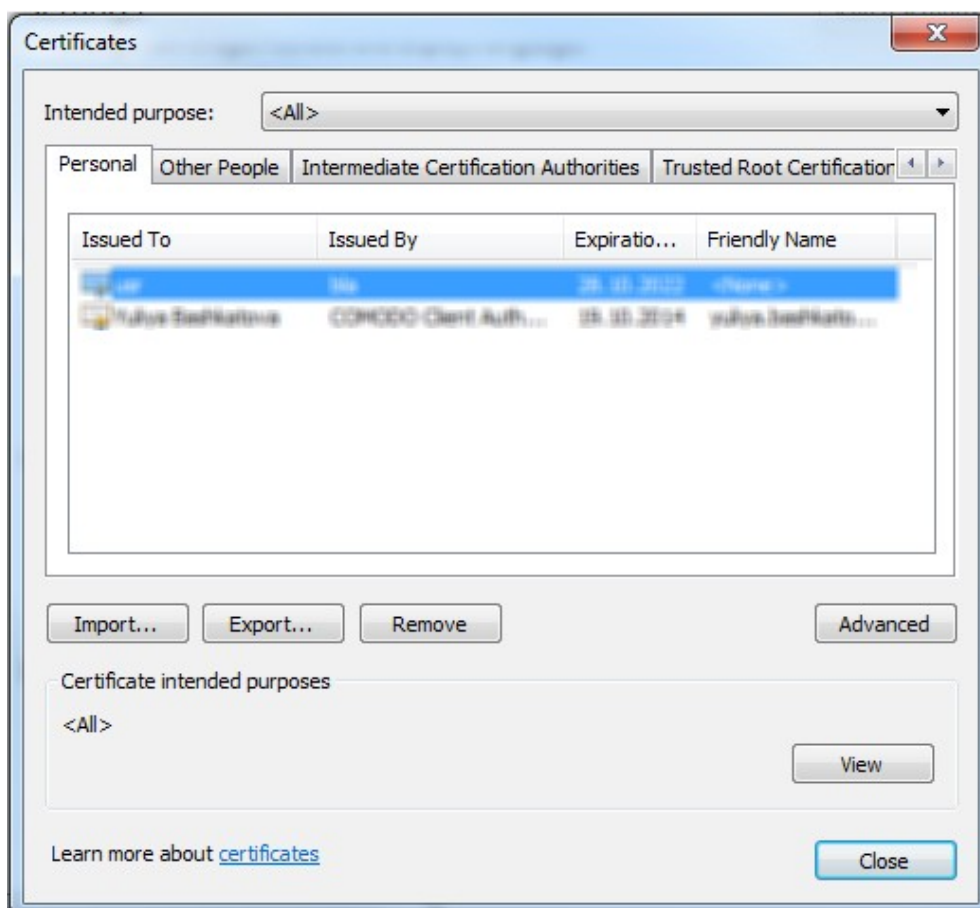 Certificates
Intended purpose: <All>
Personal Other People Intermediate Certification Authorities Trusted Root Certification
Issued To Issued By Expiratio... Friendly Name
Import... Export... Remove Advanced
Certificate intended purposes
<All>
View
Learn more about certificates
Close